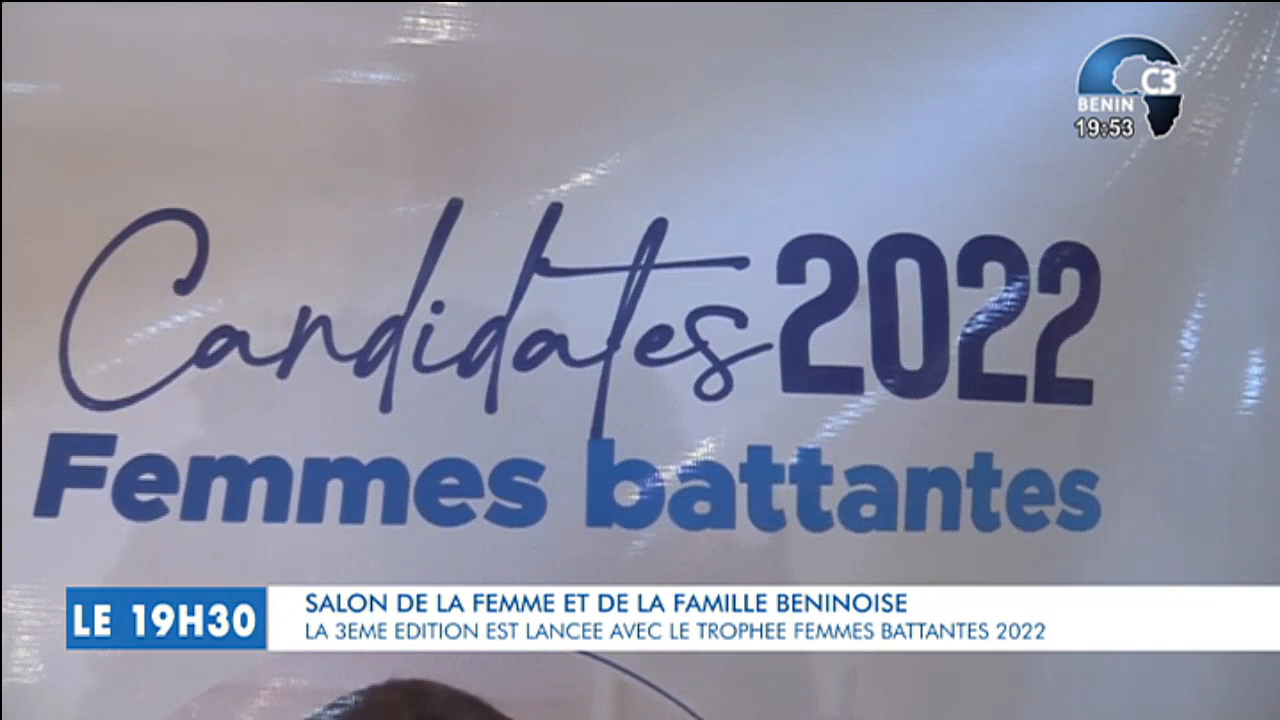 C3
BENIN
19:53
Candidates 2022
Femmes battantes
LE 19H30
SALON DE LA FEMME ET DE LA FAMILLE BENINOISE
LA 3EME EDITION EST LANCEE AVEC LE TROPHEE FEMMES BATTANTES 2022